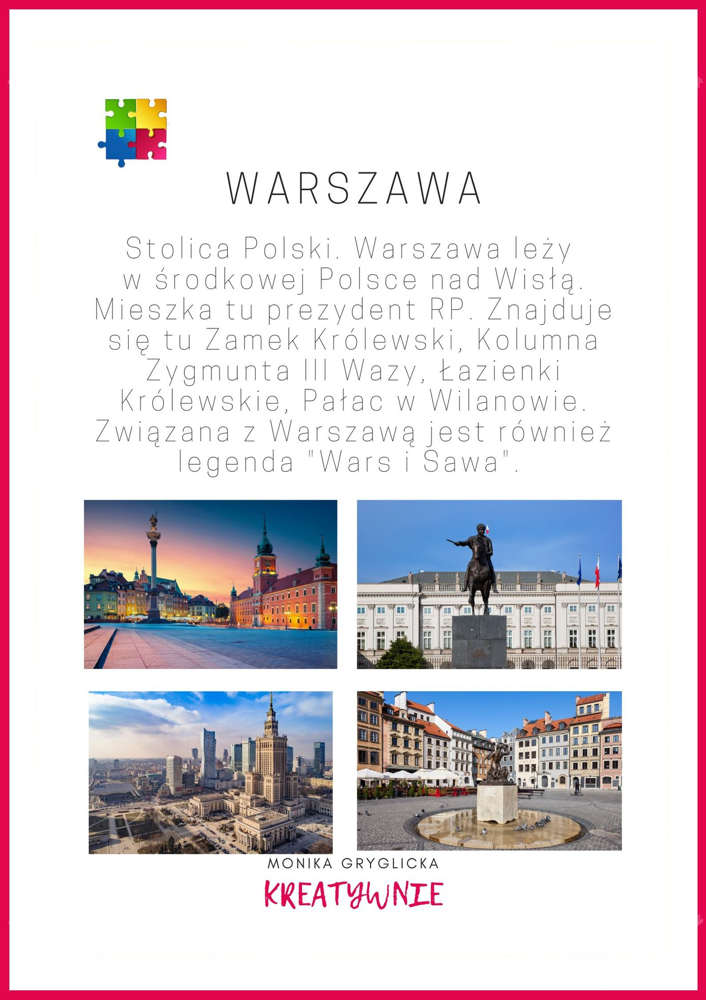 WARSZAWA
Stolica Polski. Warszawa leży
w środkowej Polsce nad Wisłą.
Mieszka tu prezydent RP. Znajduje
się tu Zamek Królewski, Kolumna
Zygmunta III Wazy, Łazienki
Królewskie, Pałac w Wilanowie.
Związana z Warszawą jest również
legenda "Wars i Sawa".
MONIKA GRYGLICKA
KREATYWNIE